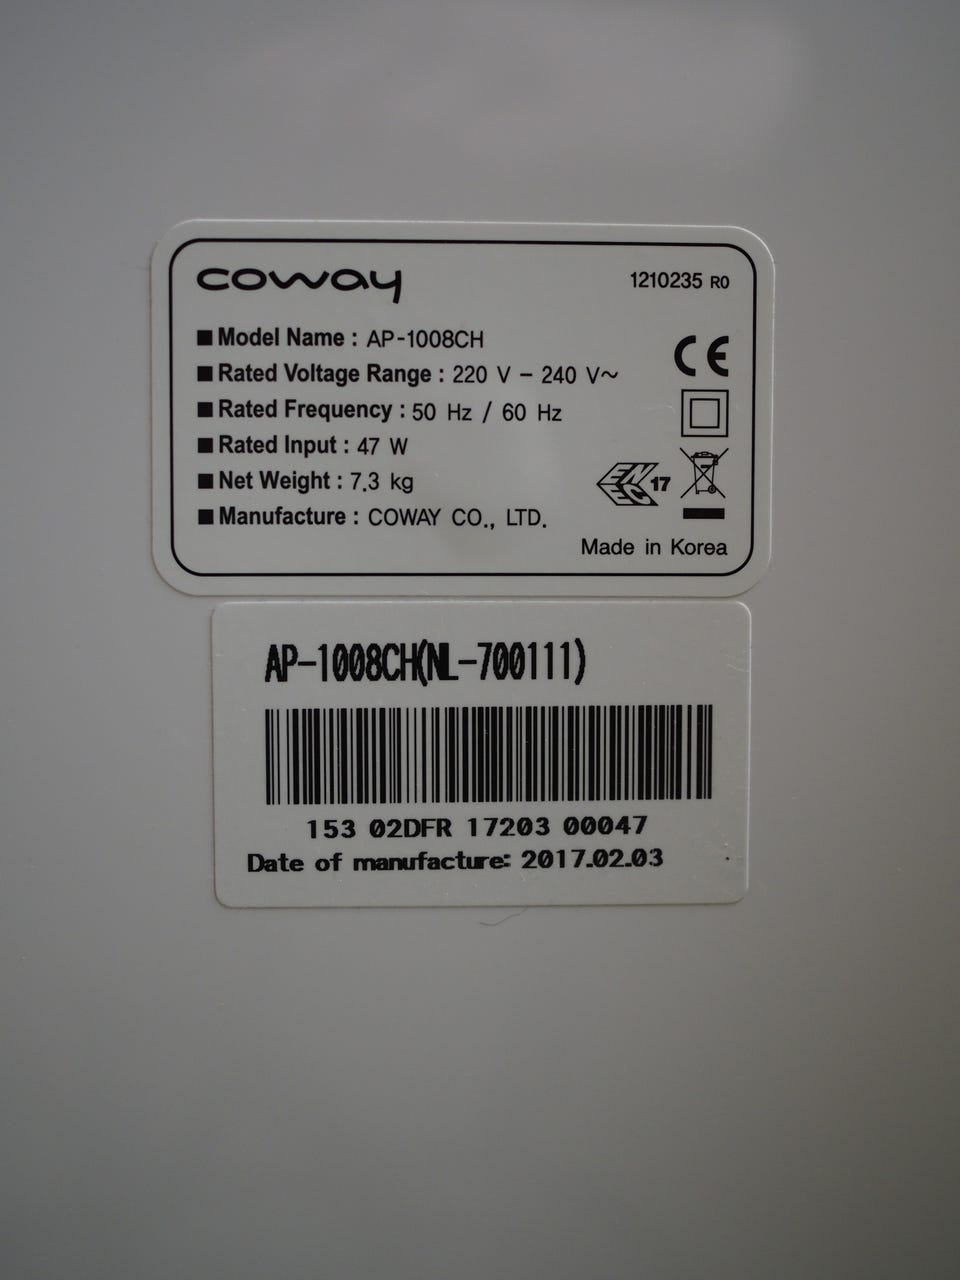 coway
1210235 R0
■ Model Name : AP-1008CH
■ Rated Voltage Range : 220 V - 240 V~
■ Rated Frequency : 50 Hz / 60 Hz
■ Rated Input : 47 W
■ Net Weight : 7.3 kg
■ Manufacture : COWAY CO., LTD.
CE
ENEC 17
Made in Korea
AP-1008CH(NL-700111)
153 02DFR 17203 00047
Date of manufacture: 2017.02.03